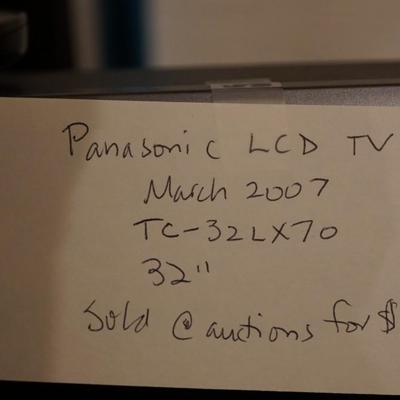 Panasonic LCD TV
March 2007
TC-32LX70
32"
Sold @ auctions for $